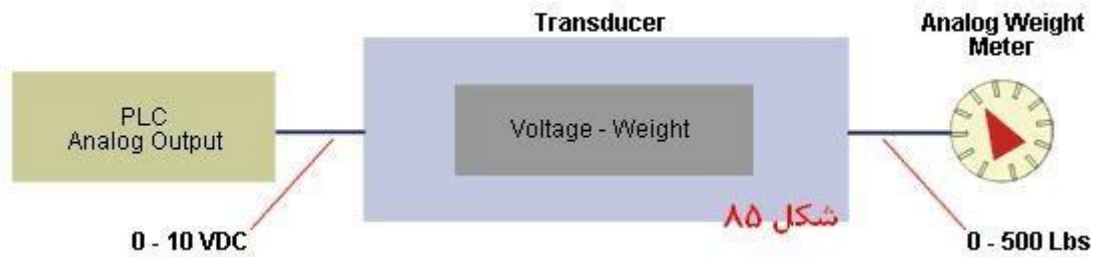 Transducer
Analog Weight
Meter
PLC
Analog Output
Voltage - Weight
شکل ۸۵
0 - 10 VDC
0 - 500 Lbs